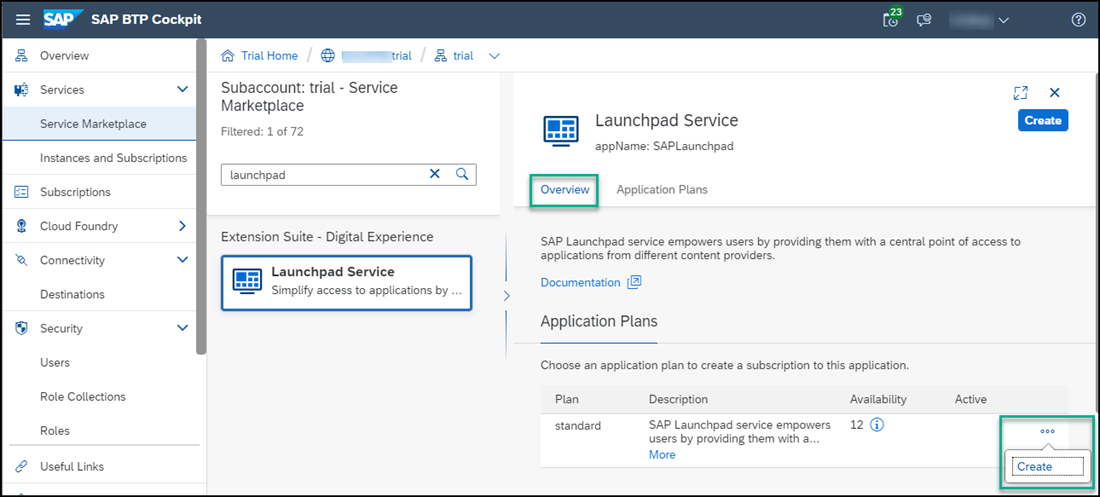 SAP SAP BTP Cockpit
23
Overview
Services
Service Marketplace
Instances and Subscriptions
Subscriptions
Cloud Foundry
Connectivity
Destinations
Security
Users
Role Collections
Roles
Useful Links
Trial Home / trial / trial
Subaccount: trial - Service
Marketplace
Filtered: 1 of 72
launchpad
Extension Suite - Digital Experience
Launchpad Service
Simplify access to applications by ...
Launchpad Service
appName: SAPLaunchpad
Create
Overview Application Plans
SAP Launchpad service empowers users by providing them with a central point of access to
applications from different content providers.
Documentation
Application Plans
Choose an application plan to create a subscription to this application.
Plan Description Availability Active
standard SAP Launchpad service empowers 12
users by providing them with a...
More
Create